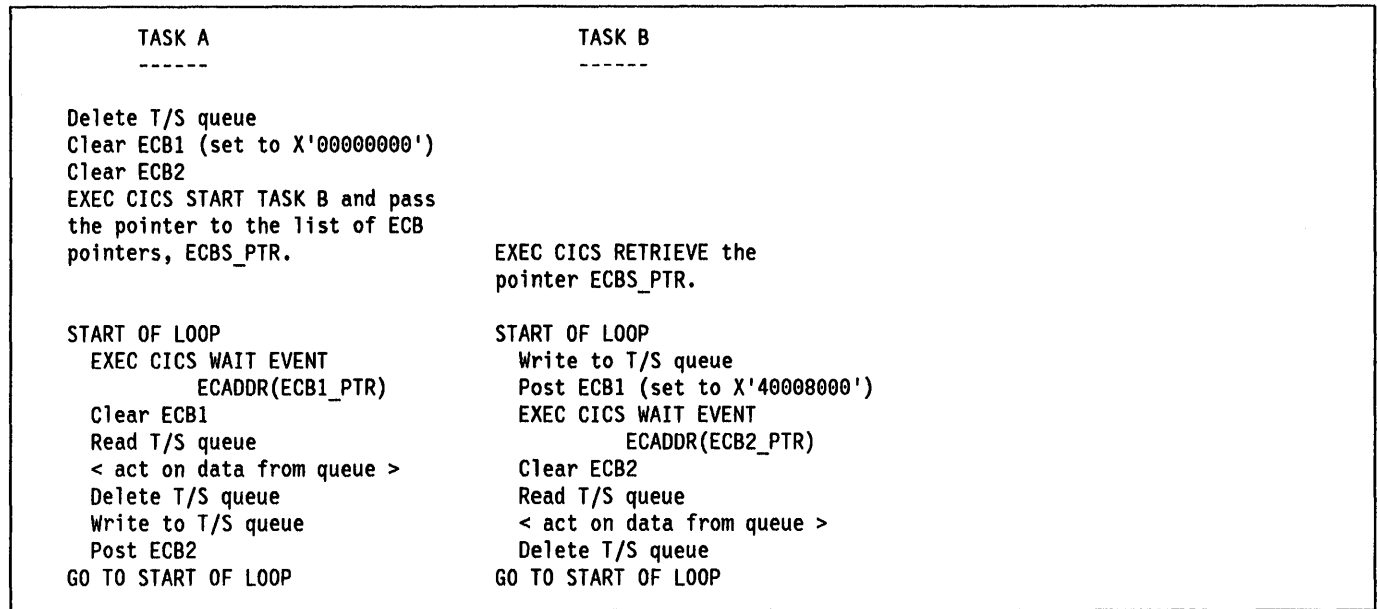 TASK A TASK B
------ ------
Delete T/S queue
Clear ECB1 (set to X'00000000')
Clear ECB2
EXEC CICS START TASK B and pass
the pointer to the list of ECB
pointers, ECBS_PTR. EXEC CICS RETRIEVE the
pointer ECBS_PTR.
START OF LOOP START OF LOOP
EXEC CICS WAIT EVENT Write to T/S queue
ECADDR(ECB1_PTR) Post ECB1 (set to X'40008000')
Clear ECB1 EXEC CICS WAIT EVENT
Read T/S queue ECADDR(ECB2_PTR)
< act on data from queue > Clear ECB2
Delete T/S queue Read T/S queue
Write to T/S queue < act on data from queue >
Post ECB2 Delete T/S queue
GO TO START OF LOOP GO TO START OF LOOP